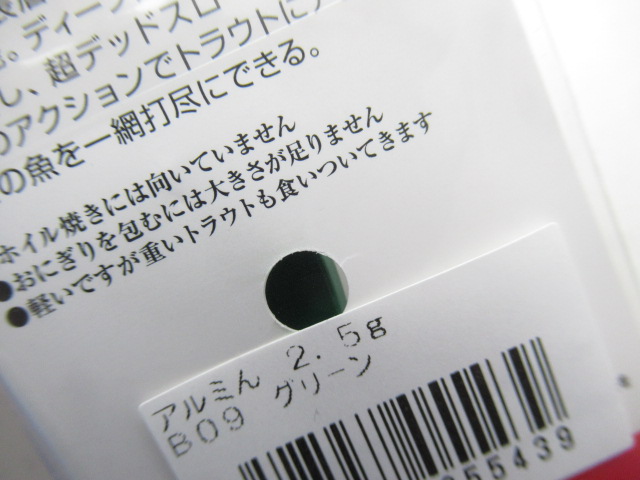 。ディープ
し、超デッドスロー
のアクションでトラウトに
の魚を一網打尽にできる。
ホイル焼きには向いていません
●おにぎりを包むには大きさが足りません
●軽いですが重いトラウトも食いついてきます
アルミん 2.5g
B09 グリーン
55439